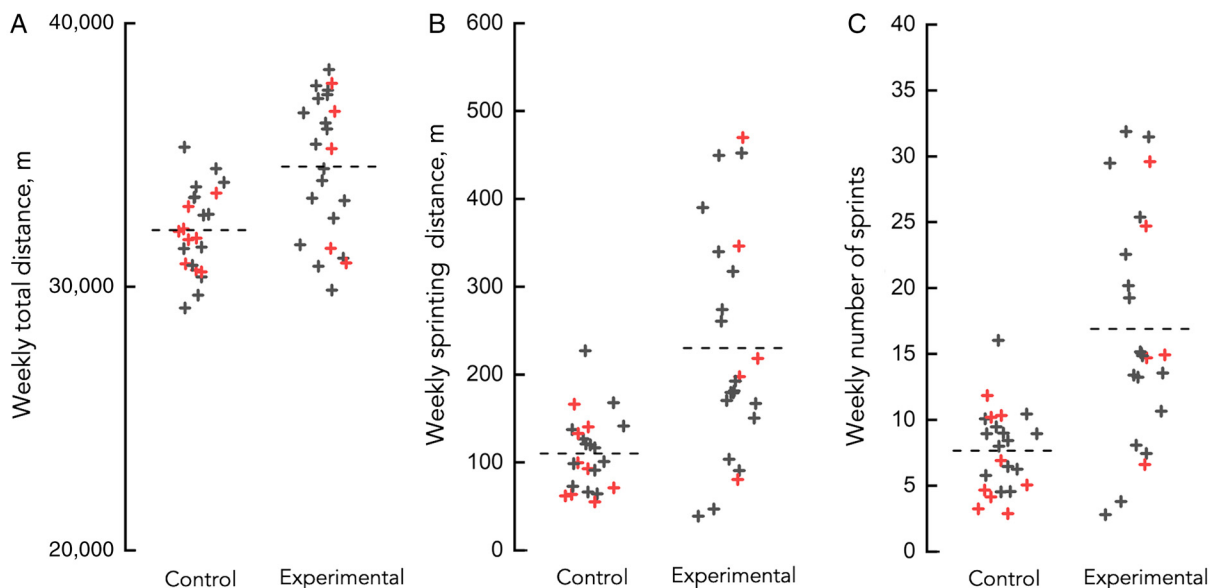 A
Weekly total distance, m
40,000
30,000
20,000
Control
Experimental
B
Weekly sprinting distance, m
600
500
400
300
200
100
0
Control
Experimental
C
Weekly number of sprints
40
35
30
25
20
15
10
5
0
Control
Experimental